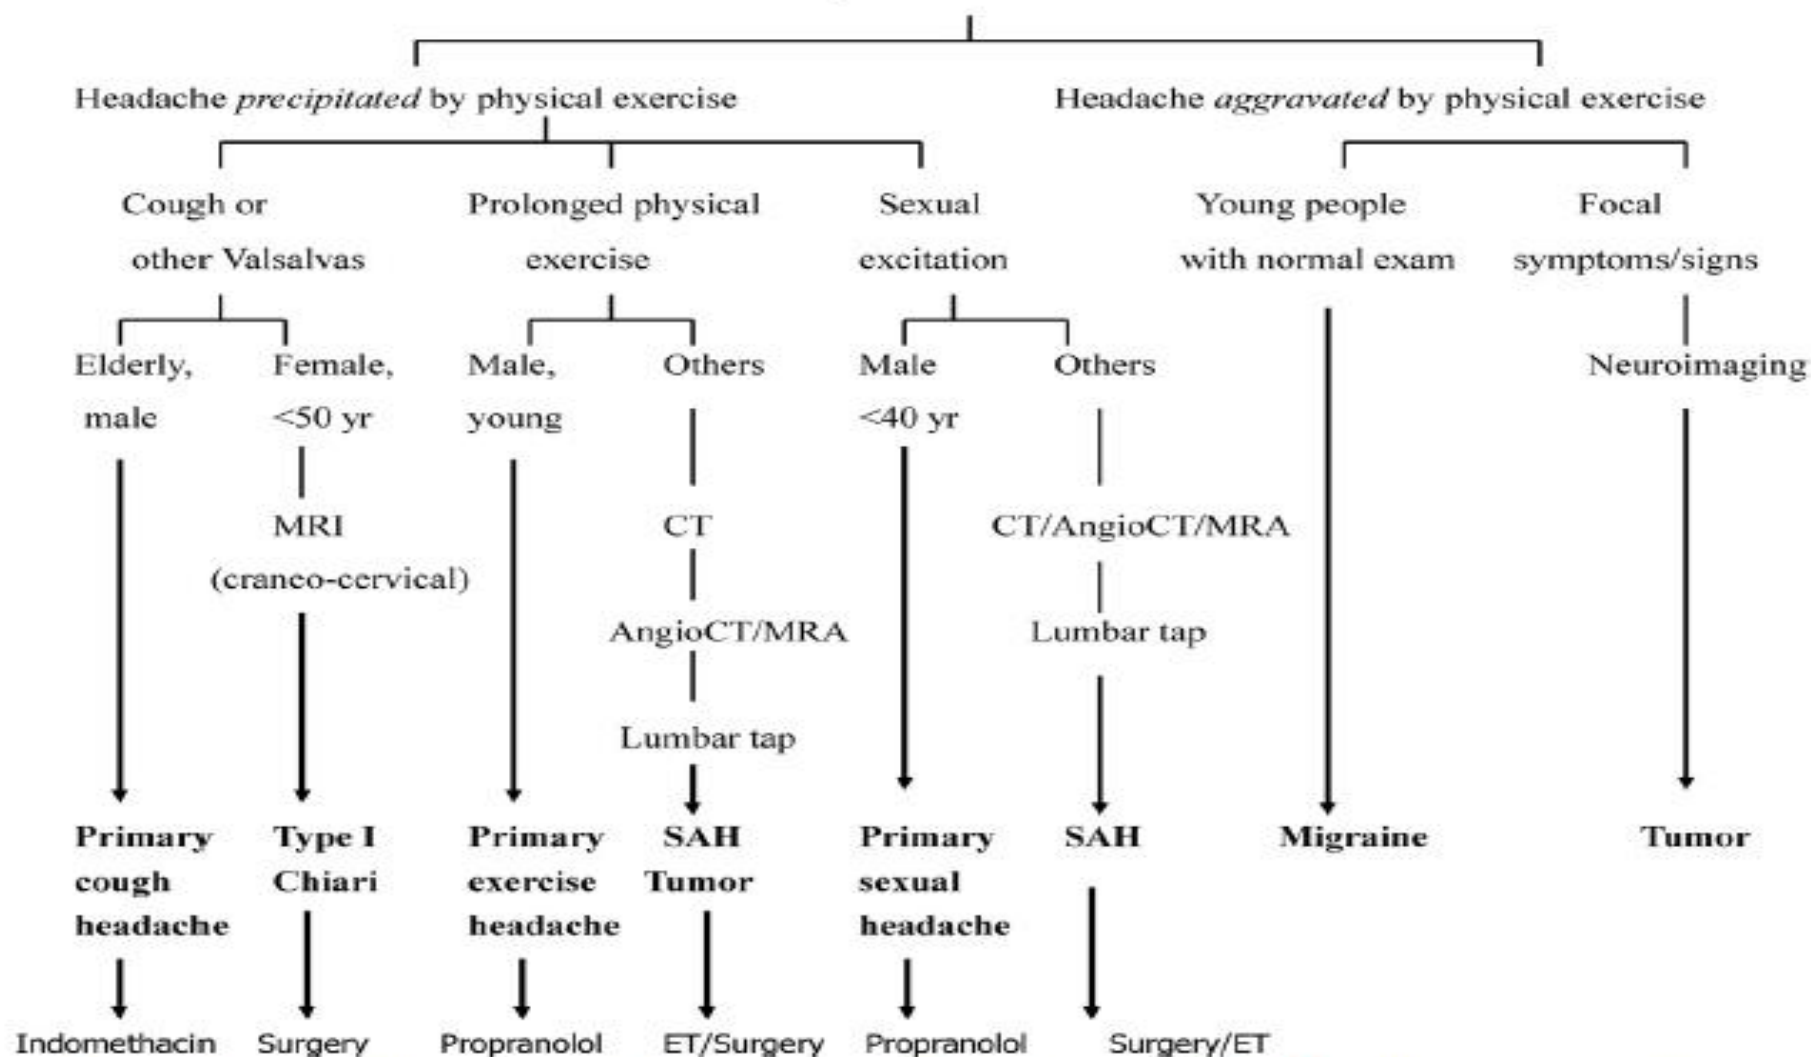 Headache precipitated by physical exercise
Headache aggravated by physical exercise
Cough or
other Valsalvas
Prolonged physical
exercise
Sexual
excitation
Young people
with normal exam
Focal
symptoms/signs
Elderly,
male
Female,
<50 yr
Male,
young
Others
Male
<40 yr
Others
Neuroimaging
MRI
(craneo-cervical)
CT
AngioCT/MRA
Lumbar tap
CT/AngioCT/MRA
Lumbar tap
Primary
cough
headache
Type I
Chiari
Primary
exercise
headache
SAH
Tumor
Primary
sexual
headache
SAH
Migraine
Tumor
Indomethacin
Surgery
Propranolol
ET/Surgery
Propranolol
Surgery/ET